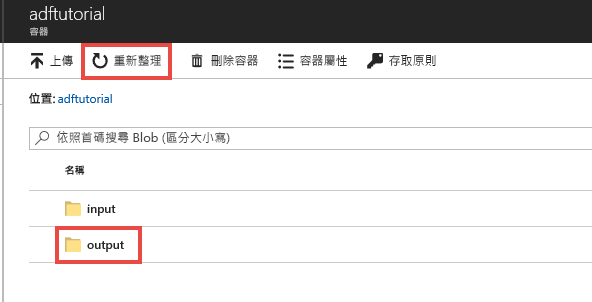 adftutorial
容器
上傳 重新整理 刪除容器 容器屬性 存取原則
位置: adftutorial
依照首碼搜尋 Blob (區分大小寫)
名稱
input
output